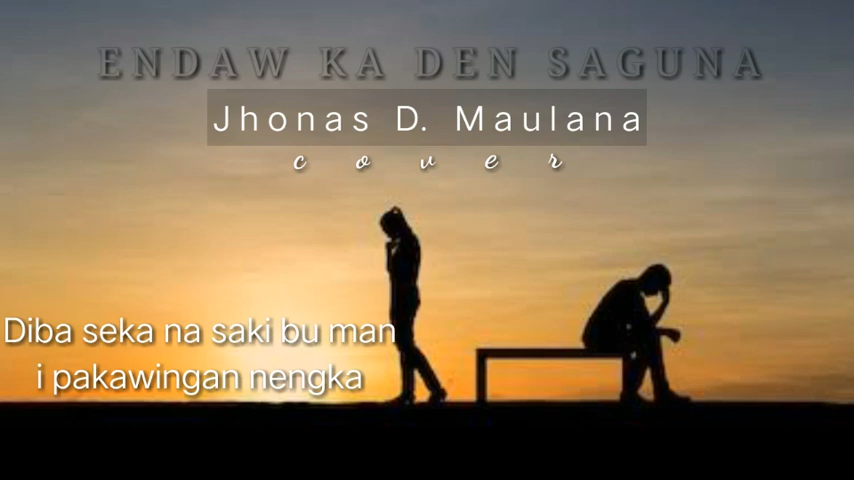 ENDAW KA DEN SAGUNA
Jhonas D. Maulana
cover
Diba seka na saki bu man
i pakawingan nengka